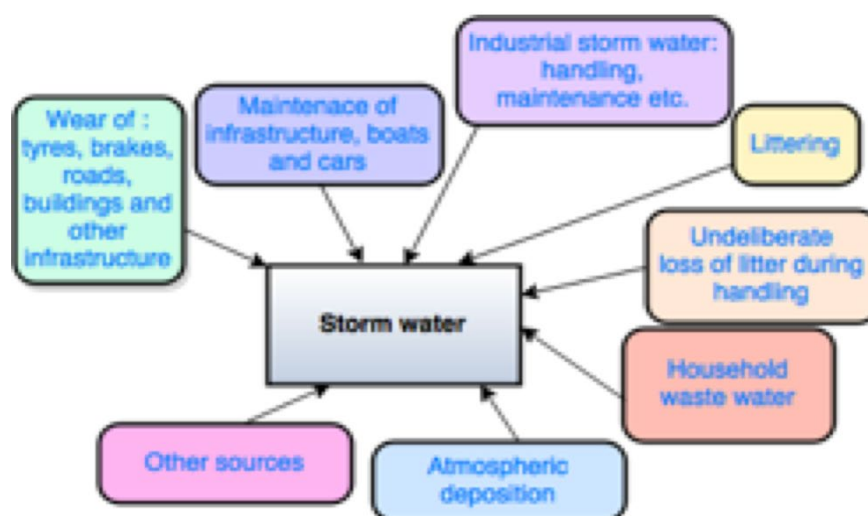 Industrial storm water:
handling,
maintenance etc.
Maintenace of
infrastructure, boats
and cars
Wear of :
tyres, brakes,
roads,
buildings and
other
infrastructure
Littering
Undeliberate
loss of litter during
handling
Storm water
Household
waste water
Other sources
Atmospheric
deposition